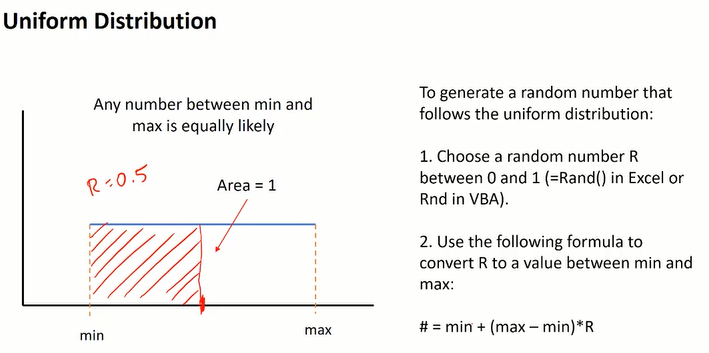 Uniform Distribution
Any number between min and
max is equally likely
R=0.5
Area = 1
min
max
To generate a random number that
follows the uniform distribution:
1. Choose a random number R
between 0 and 1 (=Rand() in Excel or
Rnd in VBA).
2. Use the following formula to
convert R to a value between min and
max:
# = min + (max – min)*R